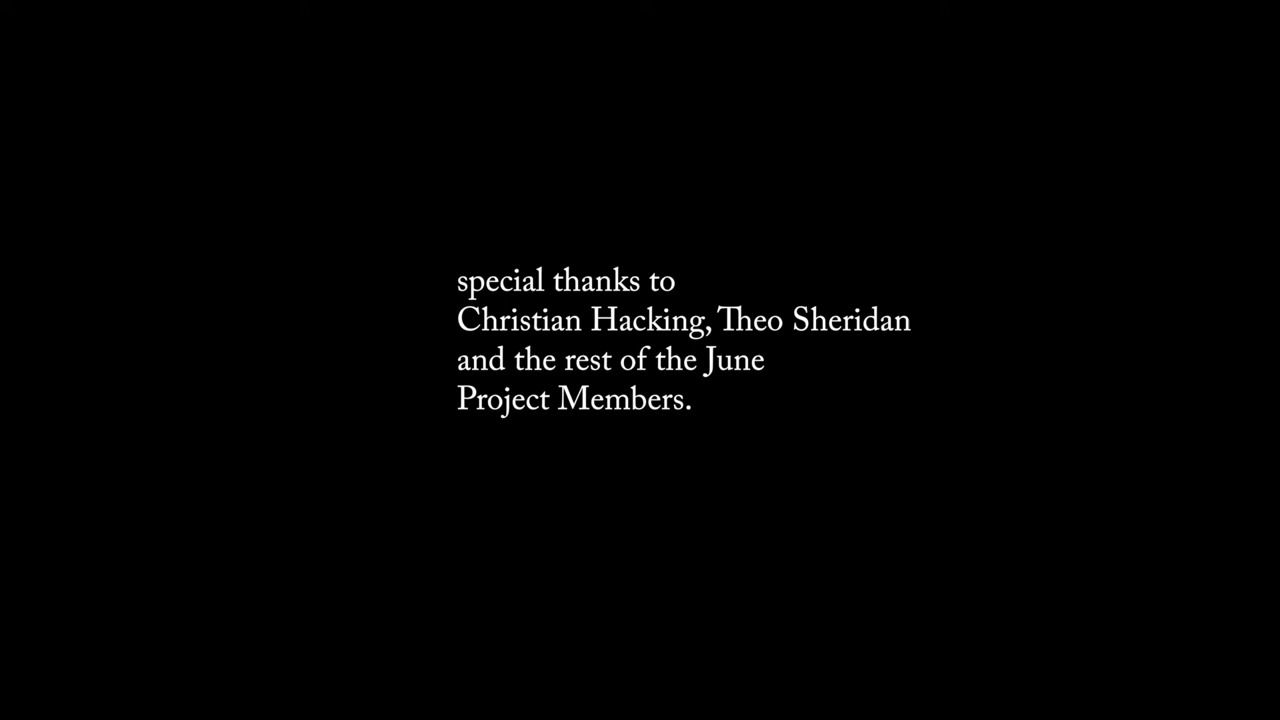 special thanks to
Christian Hacking, Theo Sheridan
and the rest of the June
Project Members.